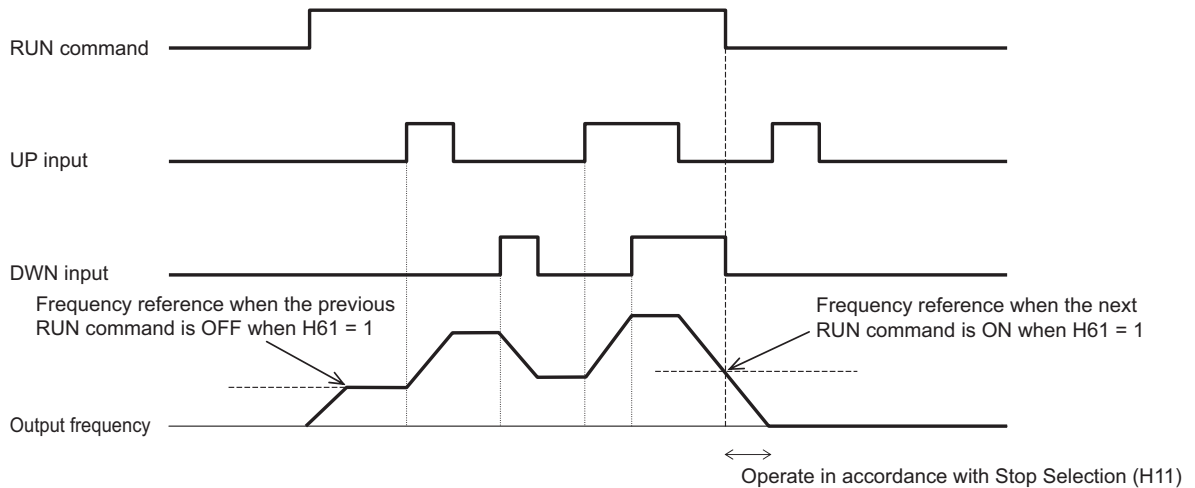 RUN command
UP input
DWN input
Frequency reference when the previous
RUN command is OFF when H61 = 1
Frequency reference when the next
RUN command is ON when H61 = 1
Output frequency
Operate in accordance with Stop Selection (H11)